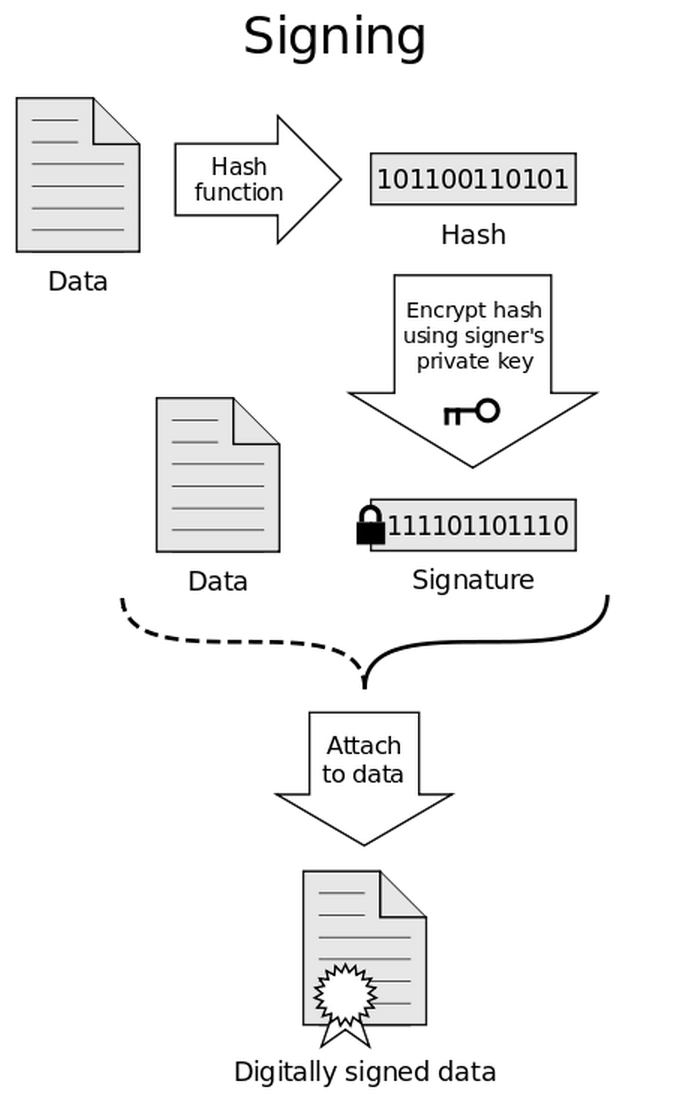 Signing
Hash
function
101100110101
Hash
Data
Encrypt hash
using signer's
private key
111101101110
Data
Signature
Attach
to data
Digitally signed data